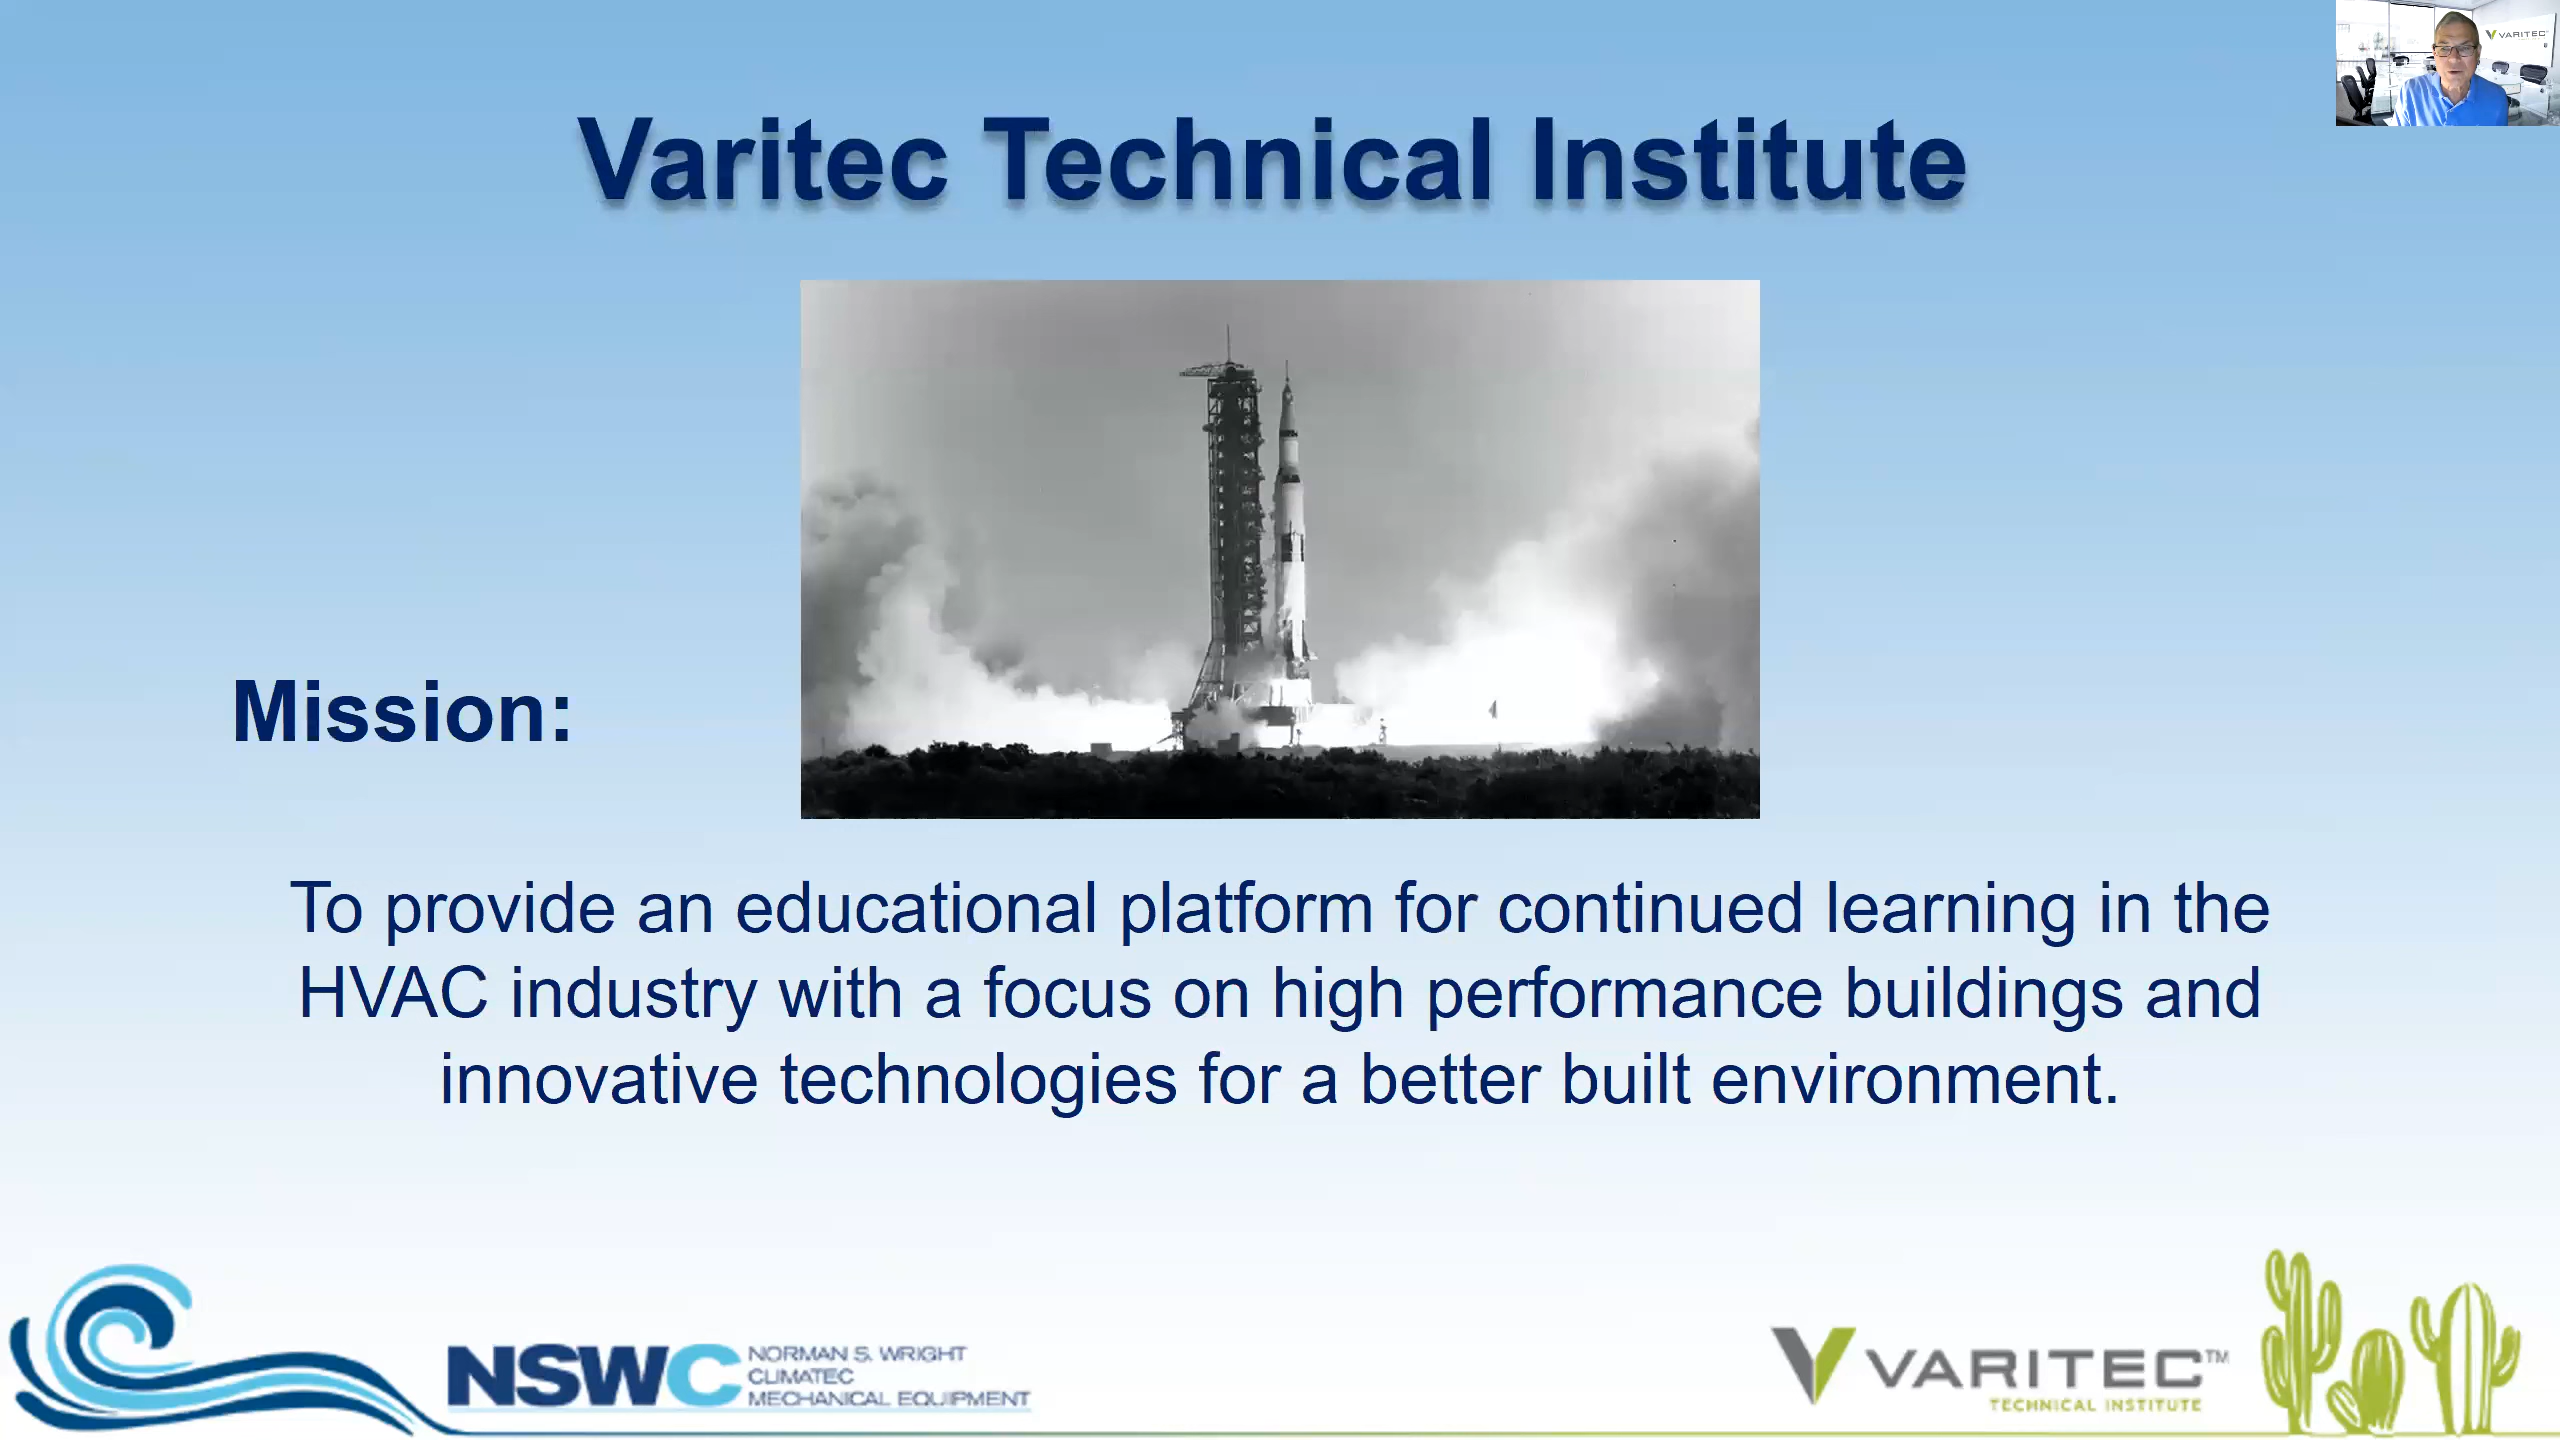 VARITEC
Varitec Technical Institute
Mission:
To provide an educational platform for continued learning in the
HVAC industry with a focus on high performance buildings and
innovative technologies for a better built environment.
NSWC
NORMAN S. WRIGHT
CLIMATEC
MECHANICAL EQUIPMENT
VARITEC™
TECHNICAL INSTITUTE